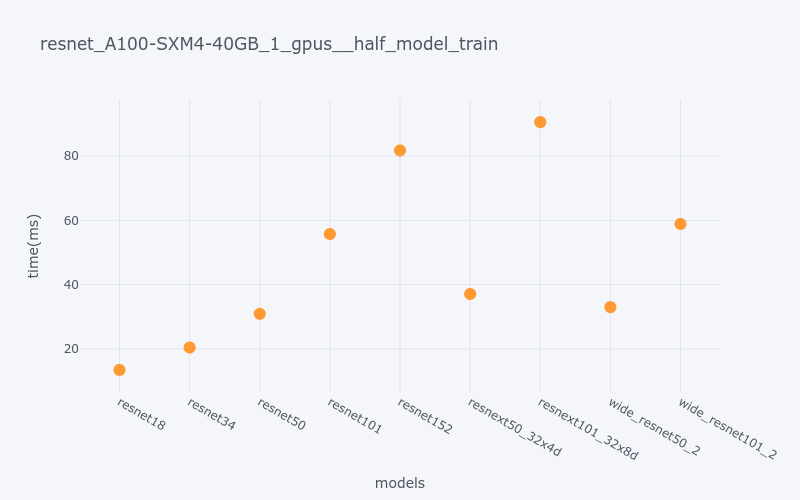 resnet_A100-SXM4-40GB_1_gpus__half_model_train
time(ms)
80
60
40
20
resnet18
resnet34
resnet50
resnet101
resnet152
resnext50_32x4d
resnext101_32x8d
wide_resnet50_2
wide_resnet101_2
models